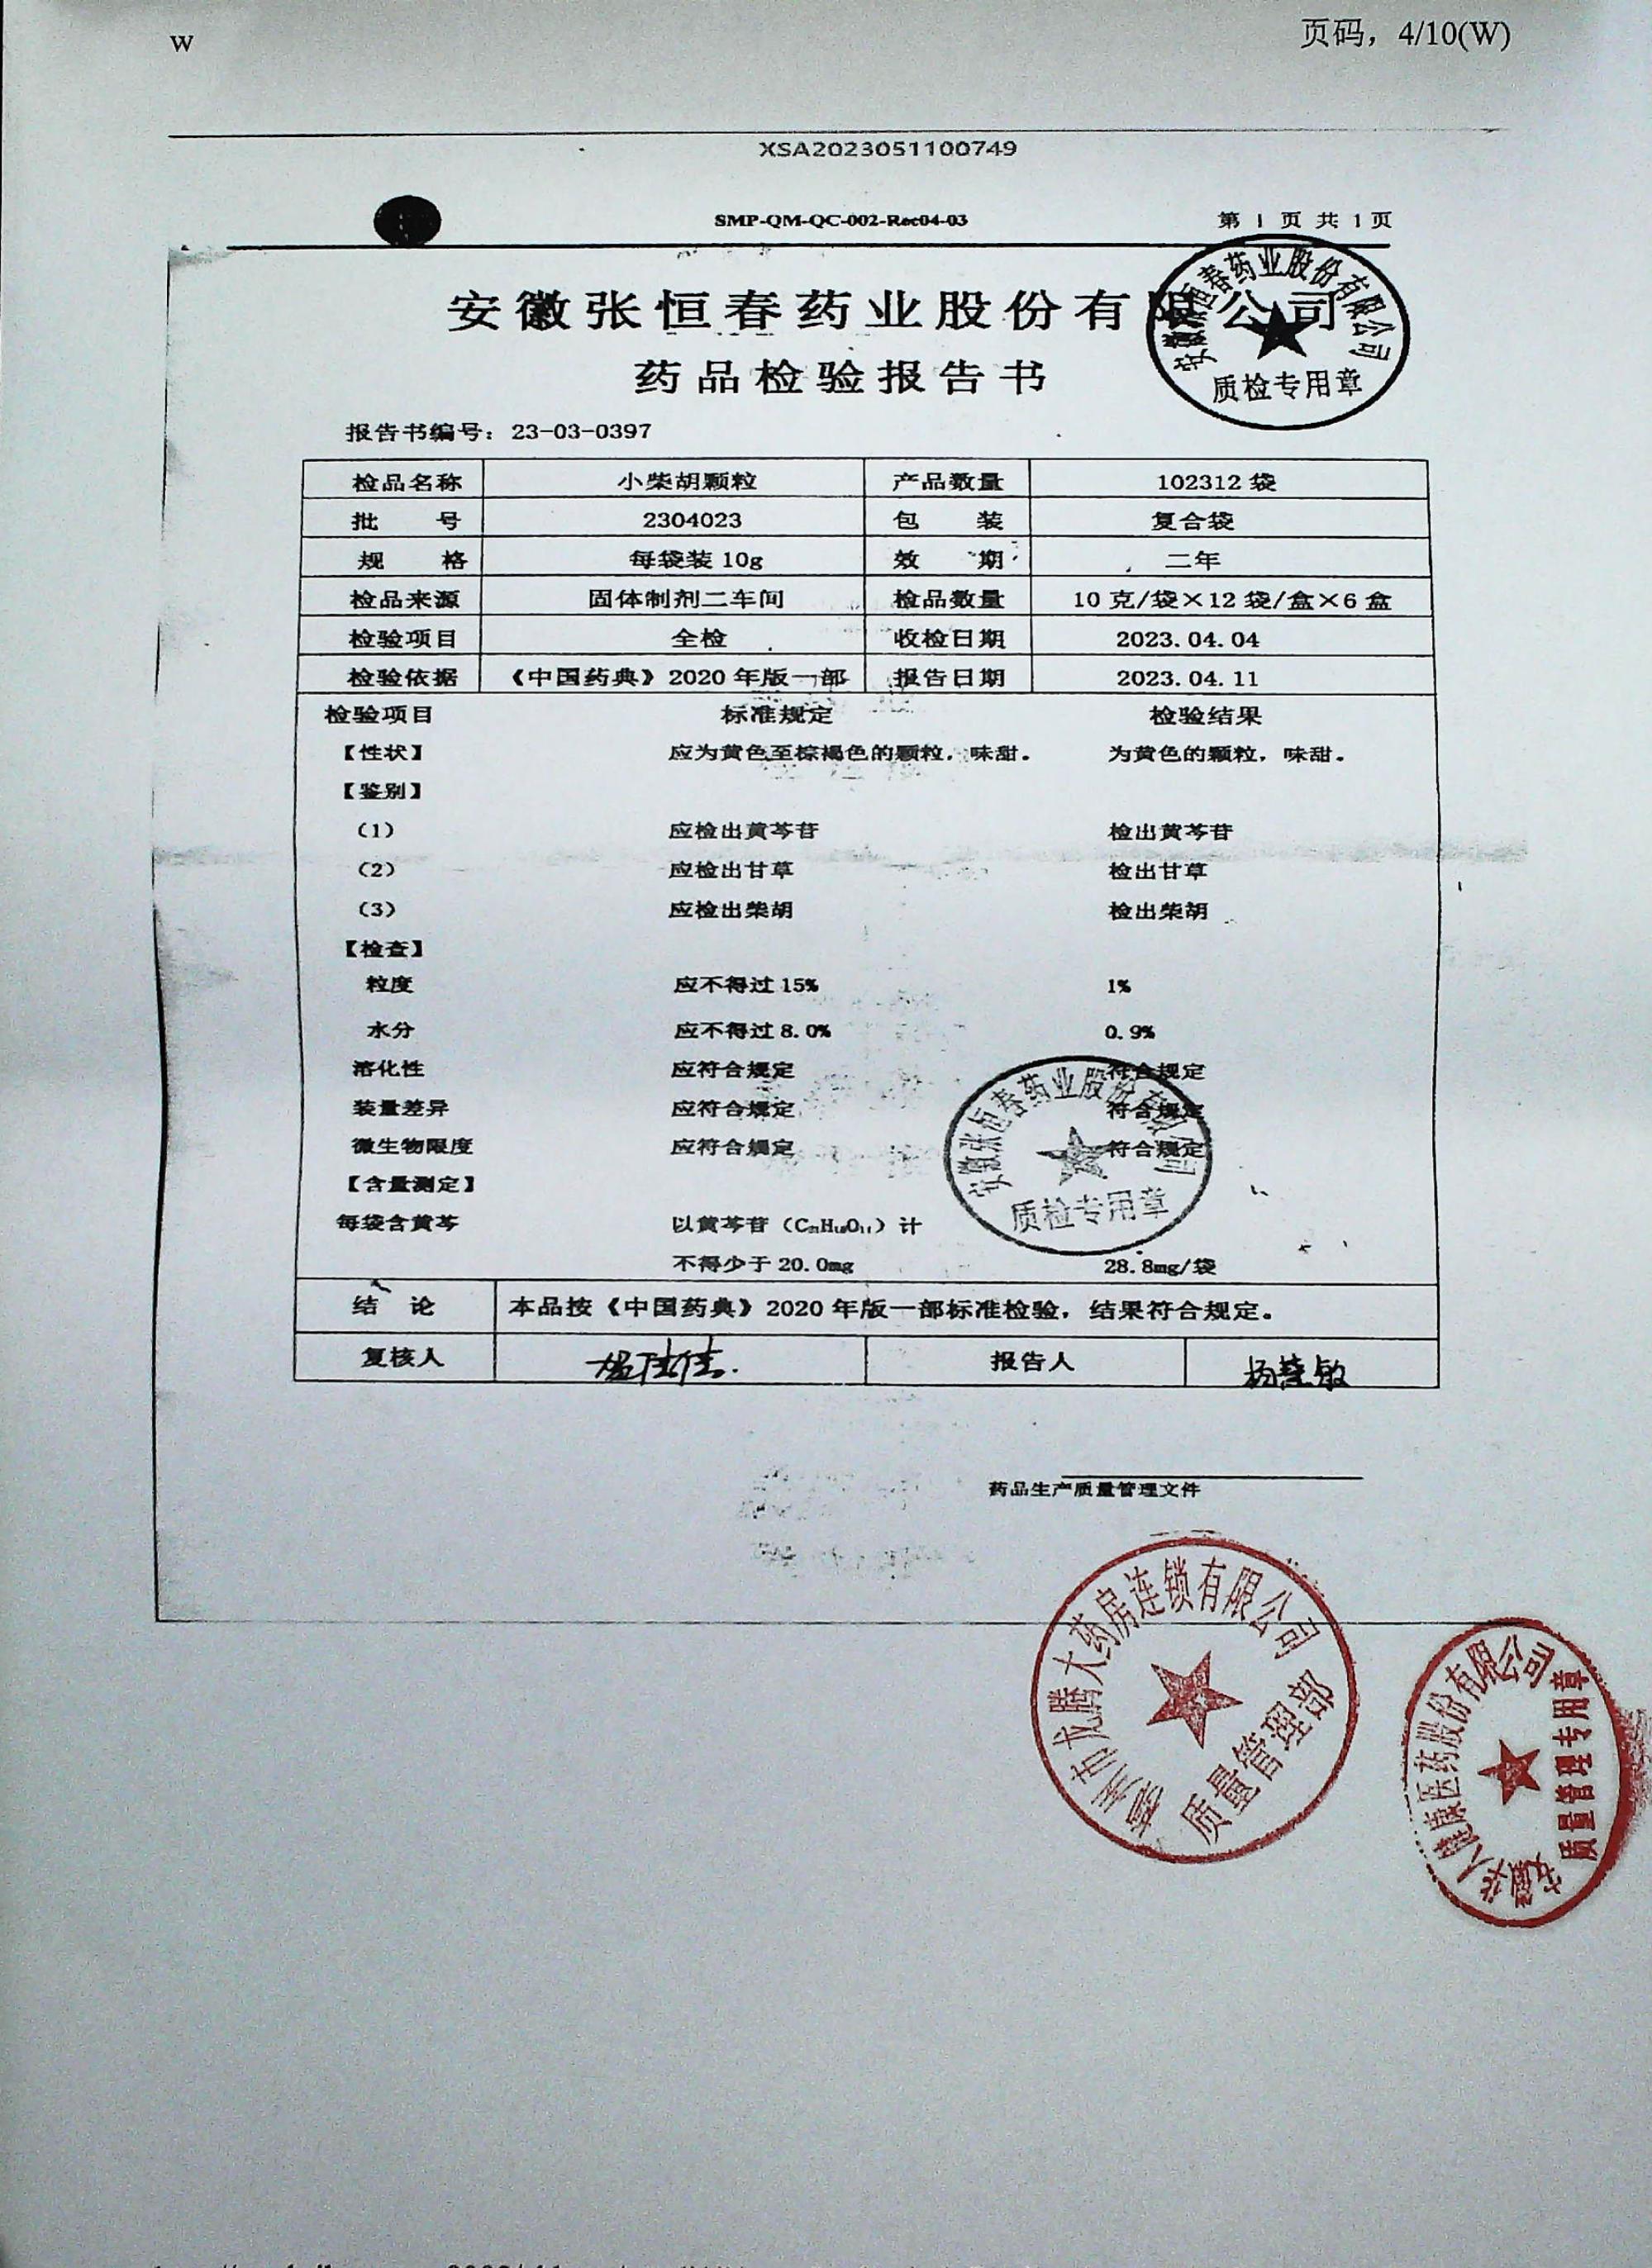 W
页码，4/10(W)
XSA2023051100749
SMP-QM-QC-002-Rec04-03
第 1 页 共 1 页
安徽张恒春药业股份有限公司
药品检验报告书
安徽张恒春药业股份有限公司
质检专用章
报告书编号：23-03-0397
检品名称 小柴胡颗粒 产品数量 102312 袋
批 号 2304023 包 装 复合袋
规 格 每袋装 10g 效 期 二年
检品来源 固体制剂二车间 检品数量 10 克/袋×12 袋/盒×6 盒
检验项目 全检 收检日期 2023.04.04
检验依据 《中国药典》2020 年版一部 报告日期 2023.04.11
检验项目 标准规定 检验结果
【性状】 应为黄色至棕褐色的颗粒，味甜。 为黄色的颗粒，味甜。
【鉴别】
（1） 应检出黄芩苷 检出黄芩苷
（2） 应检出甘草 检出甘草
（3） 应检出柴胡 检出柴胡
【检查】
粒度 应不得过 15% 1%
水分 应不得过 8.0% 0.9%
溶化性 应符合规定 符合规定
装量差异 应符合规定 符合规定
微生物限度 应符合规定 符合规定
【含量测定】
安徽张恒春药业股份有限公司
质检专用章
每袋含黄芩 以黄芩苷（C₂₁H₁₈O₁₁）计
不得少于 20.0mg 28.8mg/袋
结 论 本品按《中国药典》2020 年版一部标准检验，结果符合规定。
复核人 报告人 杨慧敏
药品生产质量管理文件
市龙腾大药房连锁有限公司
质量管理部
安徽华人健康医药股份有限公司
质量管理专用章